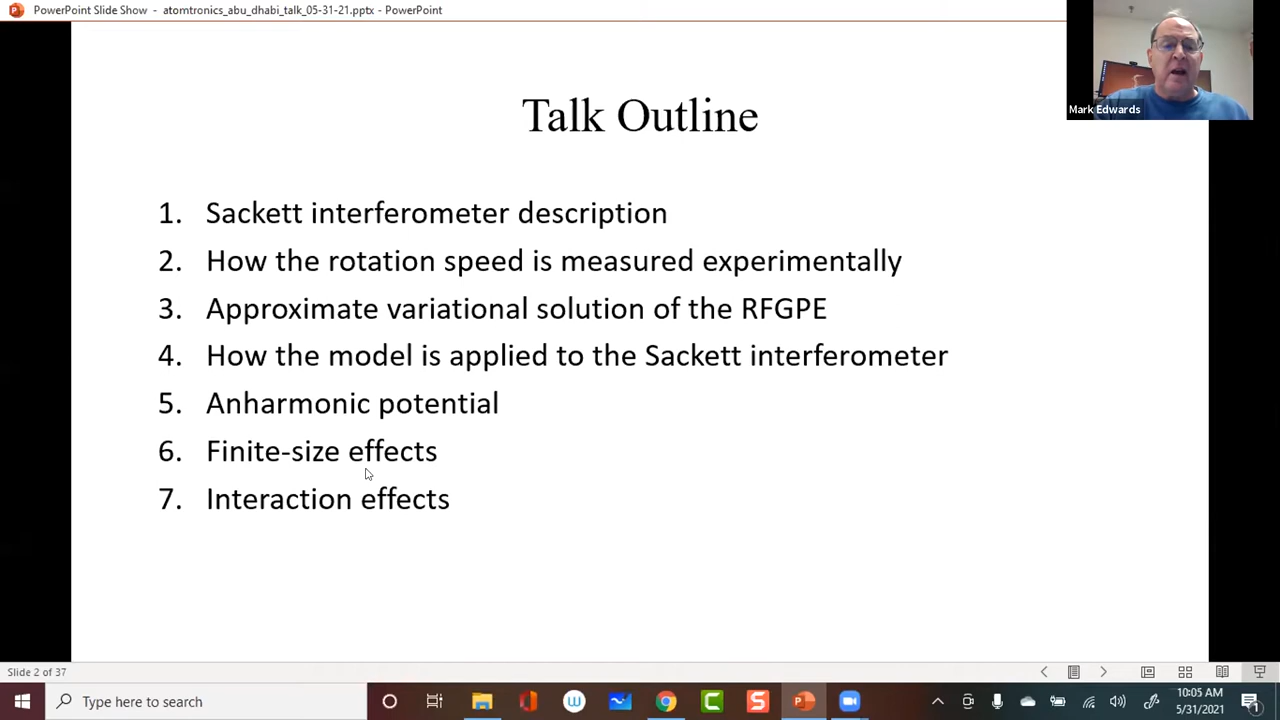 PowerPoint Slide Show - atomtronics_abu_dhabi_talk_05-31-21.pptx - PowerPoint
Mark Edwards
Talk Outline
1. Sackett interferometer description
2. How the rotation speed is measured experimentally
3. Approximate variational solution of the RFGPE
4. How the model is applied to the Sackett interferometer
5. Anharmonic potential
6. Finite-size effects
7. Interaction effects
Slide 2 of 37
Type here to search
10:05 AM
5/31/2021